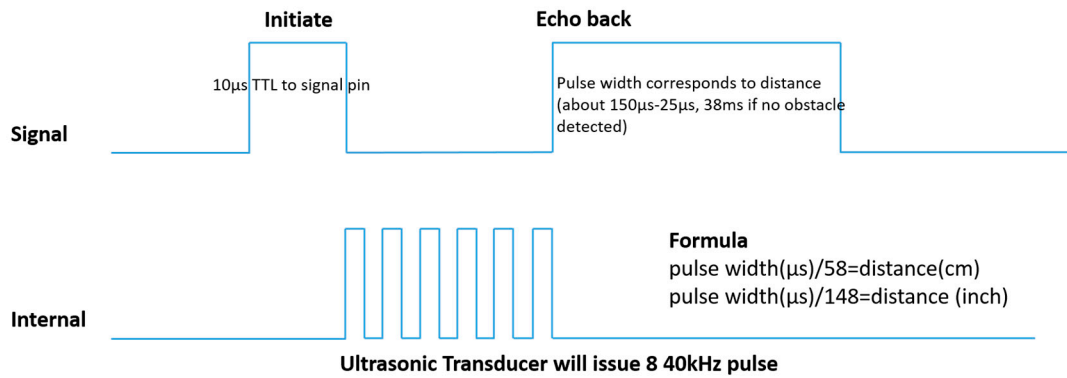 Initiate
Echo back
10μs TTL to signal pin
Pulse width corresponds to distance
(about 150μs-25μs, 38ms if no obstacle
detected)
Signal
Formula
pulse width(μs)/58=distance(cm)
pulse width(μs)/148=distance (inch)
Internal
Ultrasonic Transducer will issue 8 40kHz pulse